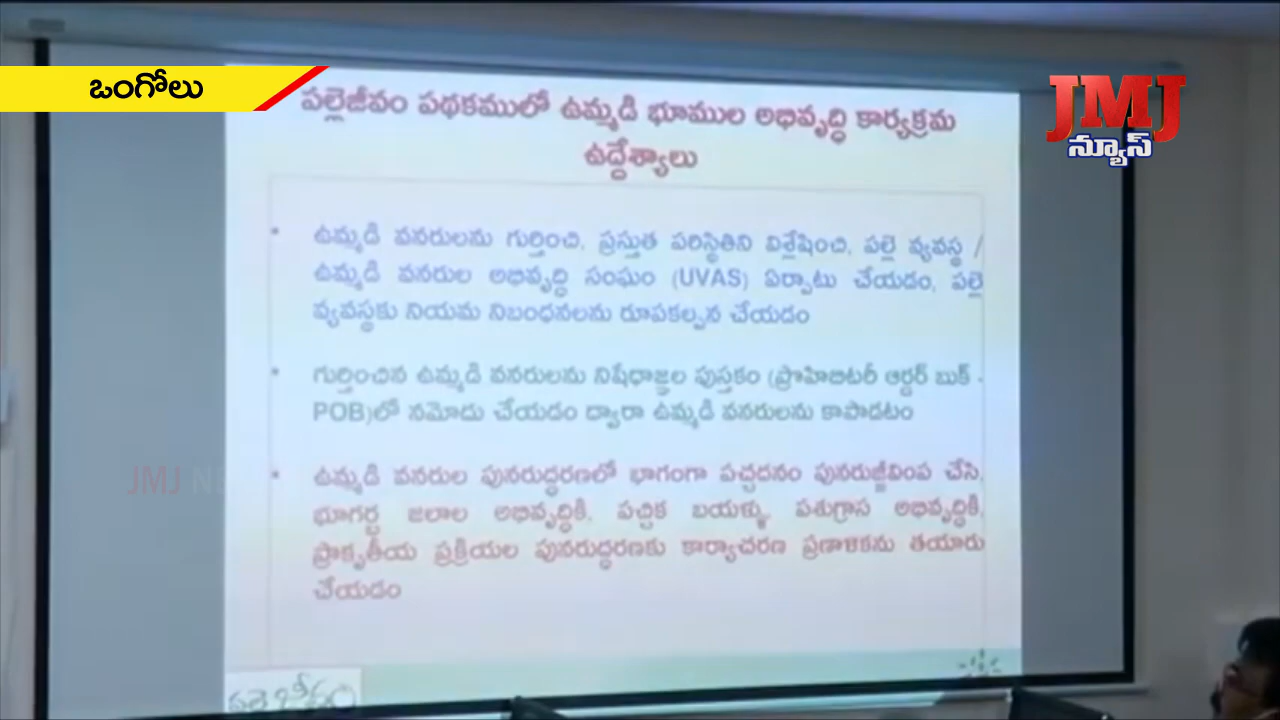 ఒంగోలు
JMJ
న్యూస్
పల్లెజీవం పథకములో ఉమ్మడి భూముల అభివృద్ధి కార్యక్రమ
ఉద్దేశ్యాలు
• ఉమ్మడి వనరులను గుర్తించి, ప్రస్తుత పరిస్థితిని విశ్లేషించి, పల్లె వ్యవస్థ /
ఉమ్మడి వనరుల అభివృద్ధి సంఘం (UVAS) ఏర్పాటు చేయడం, పల్లె
వ్యవస్థకు నియమ నిబంధనలను రూపకల్పన చేయడం
• గుర్తించిన ఉమ్మడి వనరులను నిషేధాజ్ఞల పుస్తకం (ప్రొహిబిటరీ ఆర్డర్ బుక్ -
POB)లో నమోదు చేయడం ద్వారా ఉమ్మడి వనరులను కాపాడటం
• ఉమ్మడి వనరుల పునరుద్ధరణలో భాగంగా పచ్చదనం పునరుజ్జీవింప చేసి,
భూగర్భ జలాల అభివృద్ధికి, పచ్చిక బయళ్ళు, పశుగ్రాస అభివృద్ధికి,
ప్రాకృతీయ ప్రక్రియల పునరుద్ధరణకు కార్యాచరణ ప్రణాళికను తయారు
చేయడం
JMJ N
పల్లెజీవం